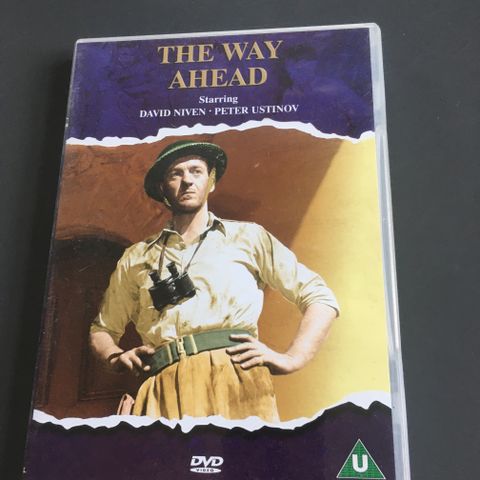 THE WAY
AHEAD
Starring
DAVID NIVEN · PETER USTINOV
DVD
VIDEO
U